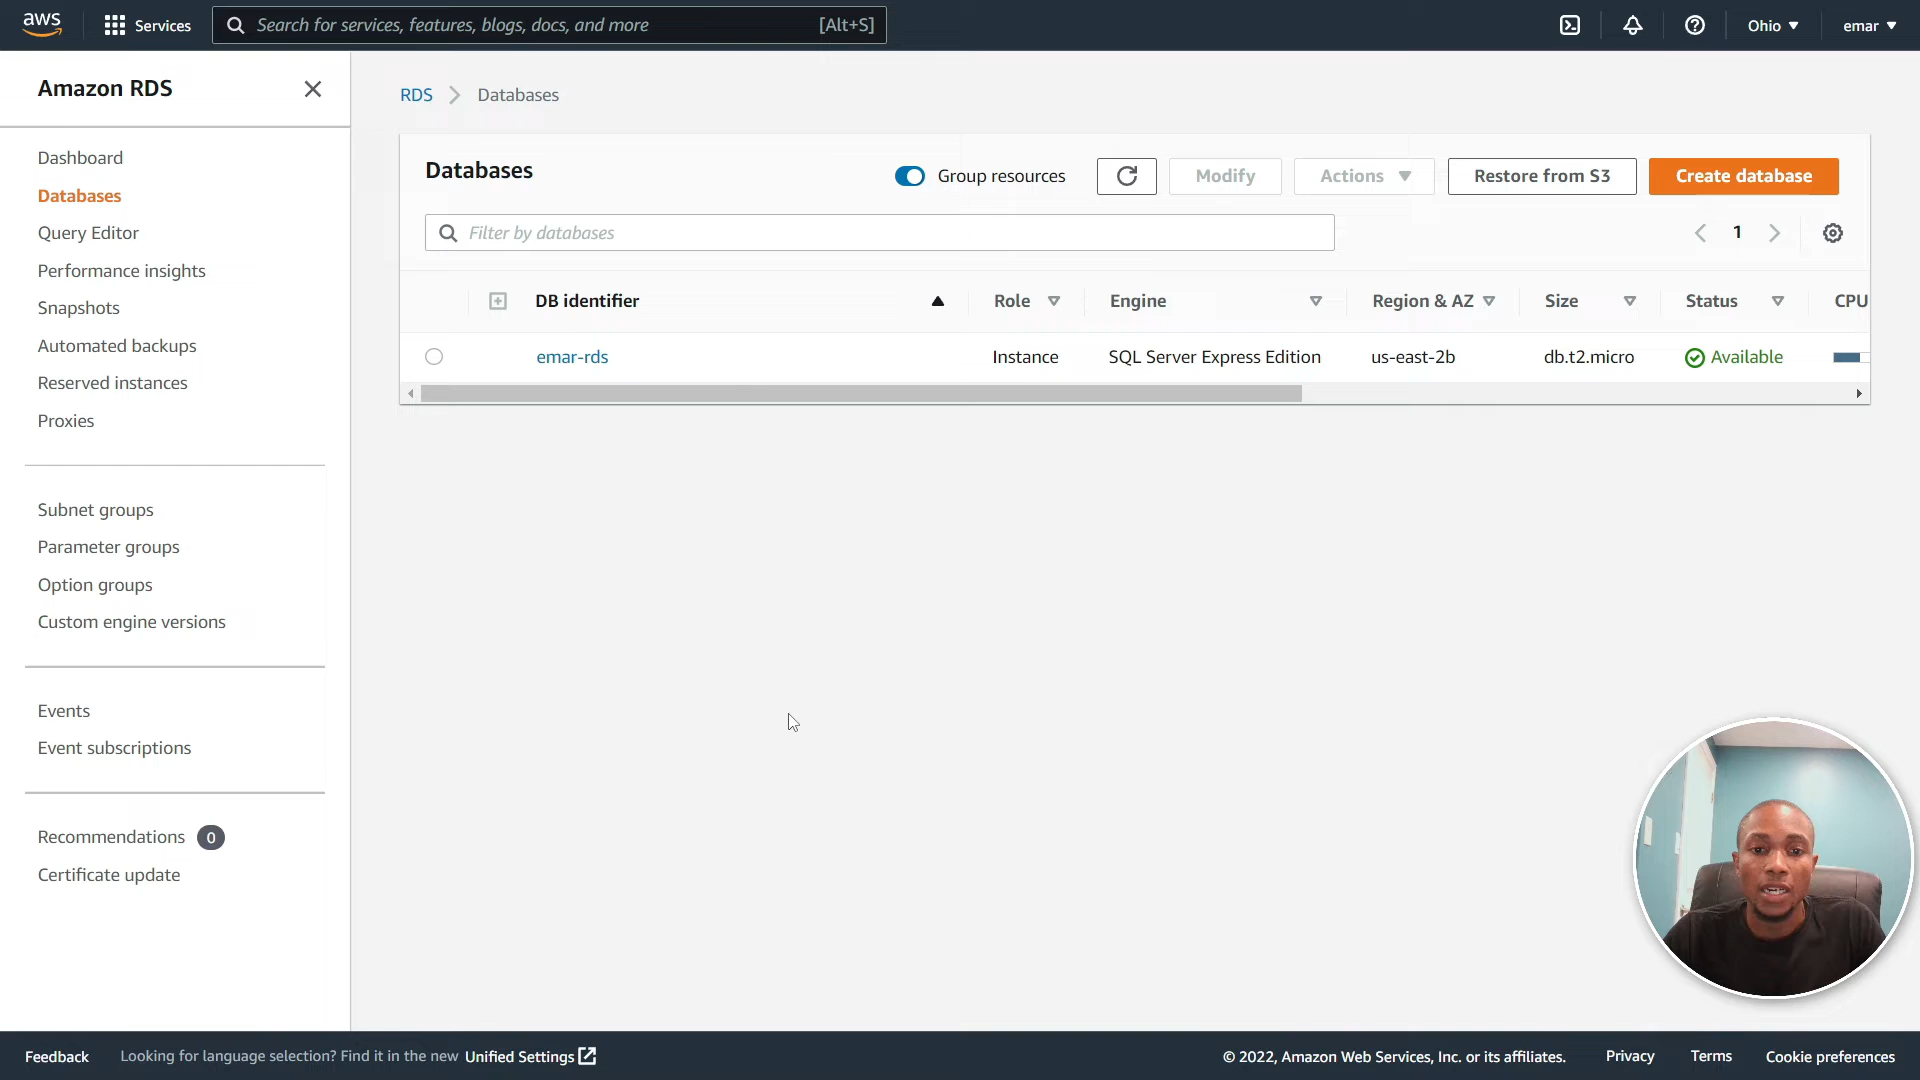 aws
Services
Search for services, features, blogs, docs, and more
[Alt+S]
Ohio
emar
Amazon RDS
Dashboard
Databases
Query Editor
Performance insights
Snapshots
Automated backups
Reserved instances
Proxies
Subnet groups
Parameter groups
Option groups
Custom engine versions
Events
Event subscriptions
Recommendations 0
Certificate update
RDS > Databases
Databases
Group resources
Modify
Actions
Restore from S3
Create database
Filter by databases
1
DB identifier Role Engine Region & AZ Size Status CPU
emar-rds Instance SQL Server Express Edition us-east-2b db.t2.micro Available
Feedback
Looking for language selection? Find it in the new Unified Settings
© 2022, Amazon Web Services, Inc. or its affiliates.
Privacy
Terms
Cookie preferences